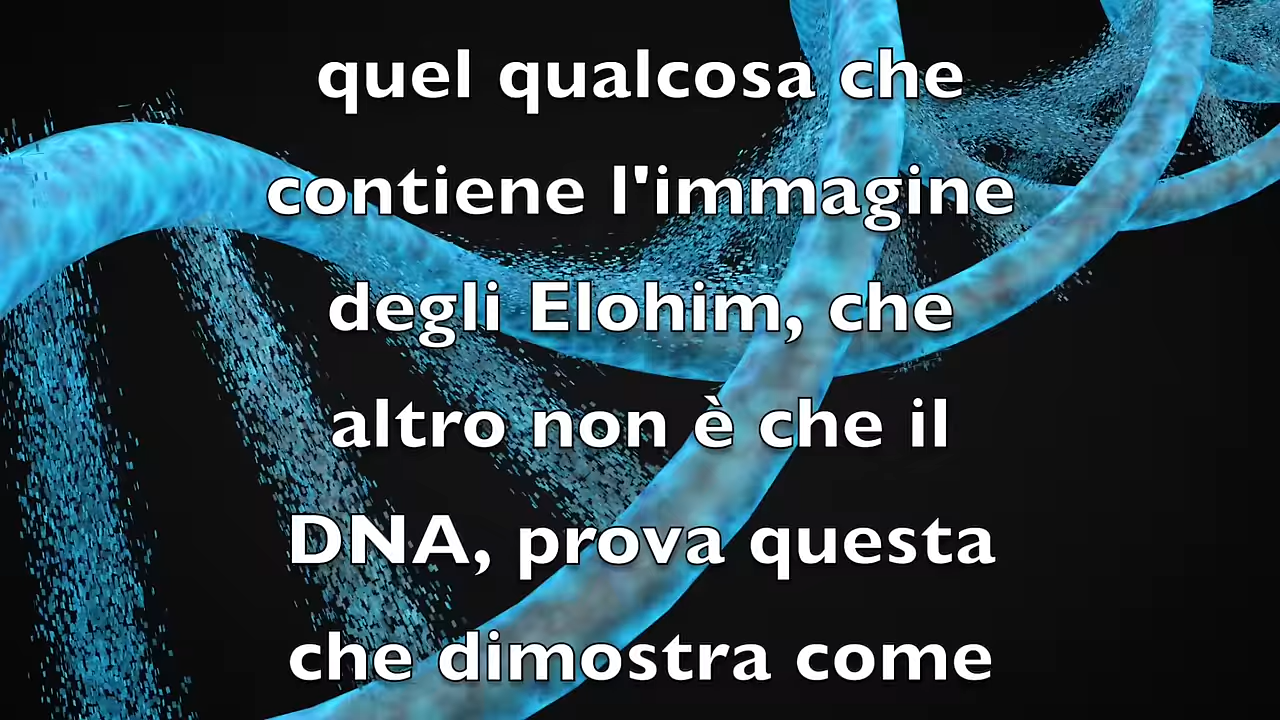 quel qualcosa che
contiene l'immagine
degli Elohim, che
altro non è che il
DNA, prova questa
che dimostra come